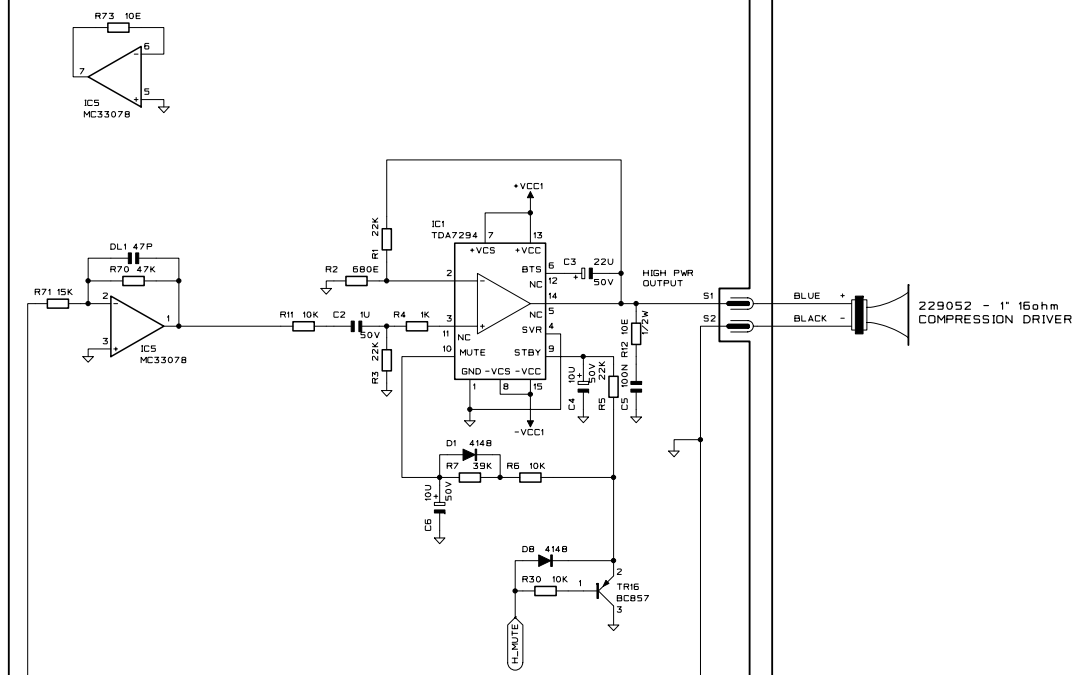 R73 10E
6
7
5
IC5
MC33078
+VCC1
IC1
TDA7294
7
13
+VCS
+VCC
R1 22K
R2 680E
2
BTS
6
C3 22U
+
50V
NC
12
14
HIGH PWR
OUTPUT
NC
5
SVR
4
STBY
9
3
11
NC
10
MUTE
GND
-VCS
-VCC
1
8
15
-VCC1
DL1 47P
R70 47K
R71 15K
2
-
3
+
1
IC5
MC33078
R11 10K
C2 1U
50V
R3 22K
R4 1K
C4 10U
+
50V
R5 22K
R12 10E
1/2W
C5 100N
S1
S2
BLUE
+
BLACK
-
229052 - 1" 16ohm
COMPRESSION DRIVER
D1 4148
R7 39K
R6 10K
C6 10U
+
50V
D8 4148
R30 10K
1
2
3
TR16
BC857
H_MUTE